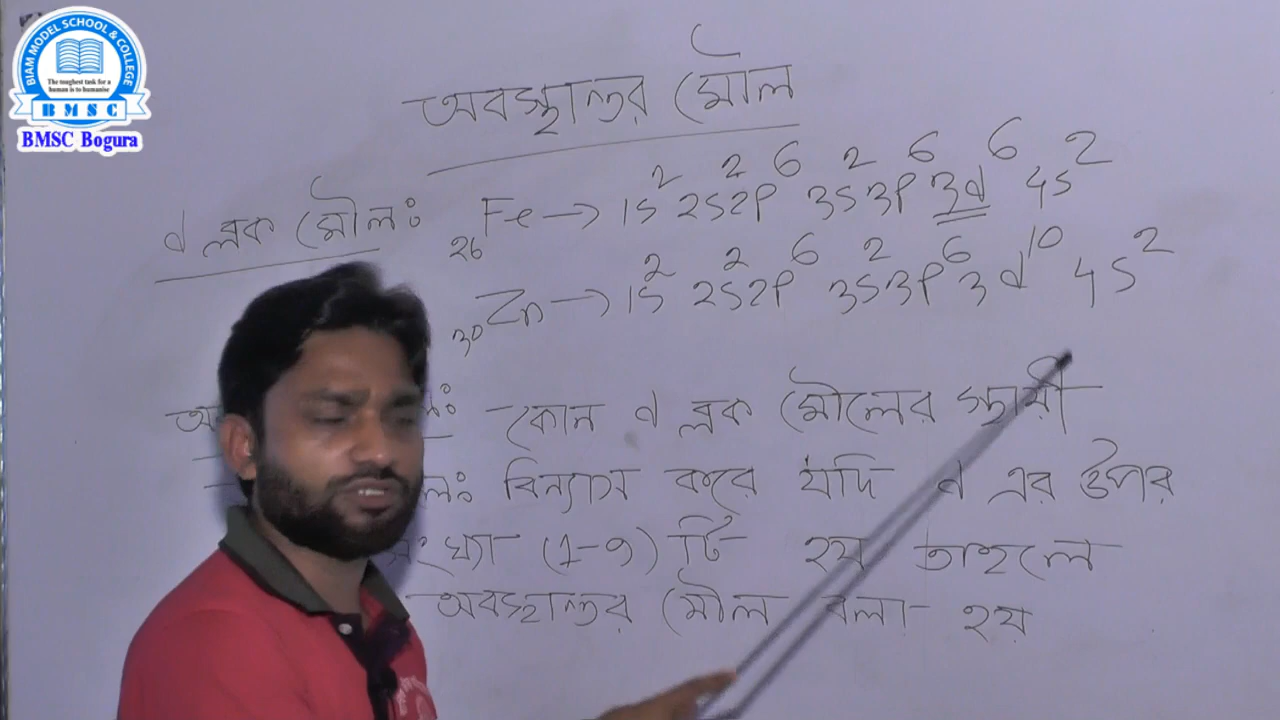 BIAM MODEL SCHOOL & COLLEGE
The toughest task for a
human is to humanise
B M S C
BMSC Bogura
অবস্থান্তর মৌল
d ব্লক মৌলঃ ₂₆Fe → 1s² 2s² 2p⁶ 3s² 3p⁶ 3d⁶ 4s²
₃₀Zn → 1s² 2s² 2p⁶ 3s² 3p⁶ 3d¹⁰ 4s²
কোন d ব্লক মৌলের স্থায়ী
বিন্যাস করে যদি d এর উপর
সংখ্যা (1-9) টি হয় তাহলে
অবস্থান্তর মৌল বলা হয়